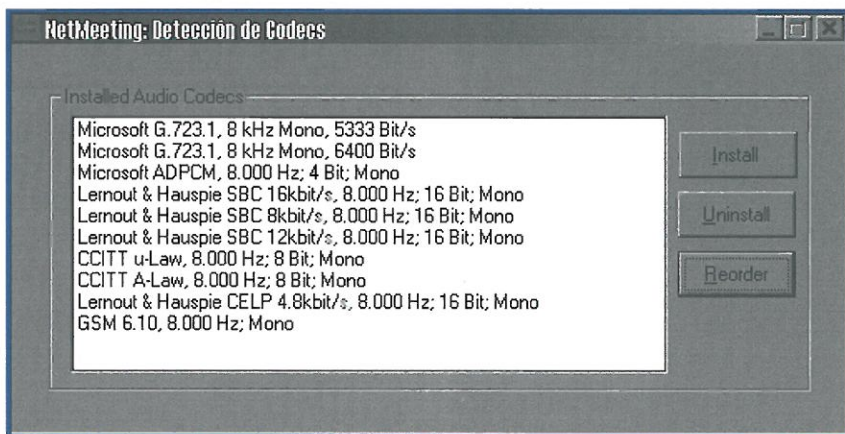 NetMeeting: Detección de Codecs
Installed Audio Codecs
Microsoft G.723.1, 8 kHz Mono, 5333 Bit/s
Microsoft G.723.1, 8 kHz Mono, 6400 Bit/s
Microsoft ADPCM, 8.000 Hz; 4 Bit; Mono
Lernout & Hauspie SBC 16kbit/s, 8.000 Hz; 16 Bit; Mono
Lernout & Hauspie SBC 8kbit/s, 8.000 Hz; 16 Bit; Mono
Lernout & Hauspie SBC 12kbit/s, 8.000 Hz; 16 Bit; Mono
CCITT u-Law, 8.000 Hz; 8 Bit; Mono
CCITT A-Law, 8.000 Hz; 8 Bit; Mono
Lernout & Hauspie CELP 4.8kbit/s, 8.000 Hz; 16 Bit; Mono
GSM 6.10, 8.000 Hz; Mono
Install
Uninstall
Reorder